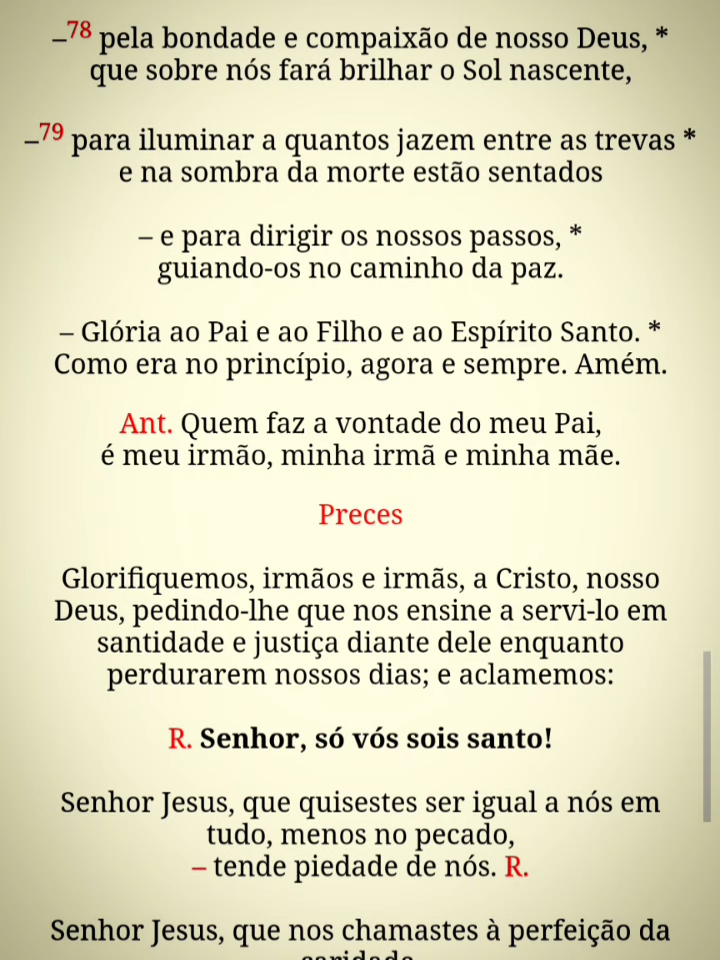 –78 pela bondade e compaixão de nosso Deus, *
que sobre nós fará brilhar o Sol nascente,
–79 para iluminar a quantos jazem entre as trevas *
e na sombra da morte estão sentados
– e para dirigir os nossos passos, *
guiando-os no caminho da paz.
– Glória ao Pai e ao Filho e ao Espírito Santo. *
Como era no princípio, agora e sempre. Amém.
Ant. Quem faz a vontade do meu Pai,
é meu irmão, minha irmã e minha mãe.
Preces
Glorifiquemos, irmãos e irmãs, a Cristo, nosso
Deus, pedindo-lhe que nos ensine a servi-lo em
santidade e justiça diante dele enquanto
perdurarem nossos dias; e aclamemos:
R. Senhor, só vós sois santo!
Senhor Jesus, que quisestes ser igual a nós em
tudo, menos no pecado,
– tende piedade de nós. R.
Senhor Jesus, que nos chamastes à perfeição da